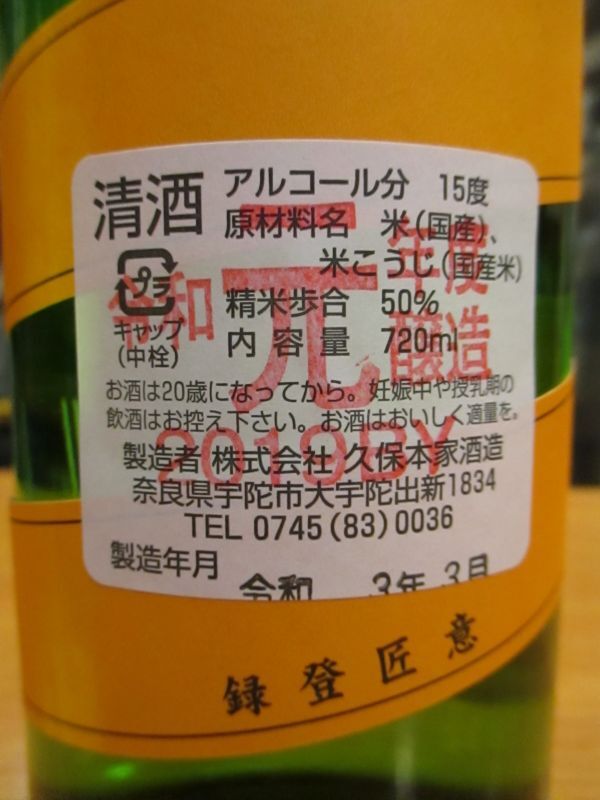 清酒
アルコール分 15度
原材料名 米(国産)、
米こうじ(国産米)
精米歩合 50%
内容量 720ml
プラ
キャップ
(中栓)
令和元年度醸造
2019BY
お酒は20歳になってから。妊娠中や授乳期の
飲酒はお控え下さい。お酒はおいしく適量を。
製造者 株式会社 久保本家酒造
奈良県宇陀市大宇陀出新1834
TEL 0745(83)0036
製造年月
令和 3年 3月
録登匠意